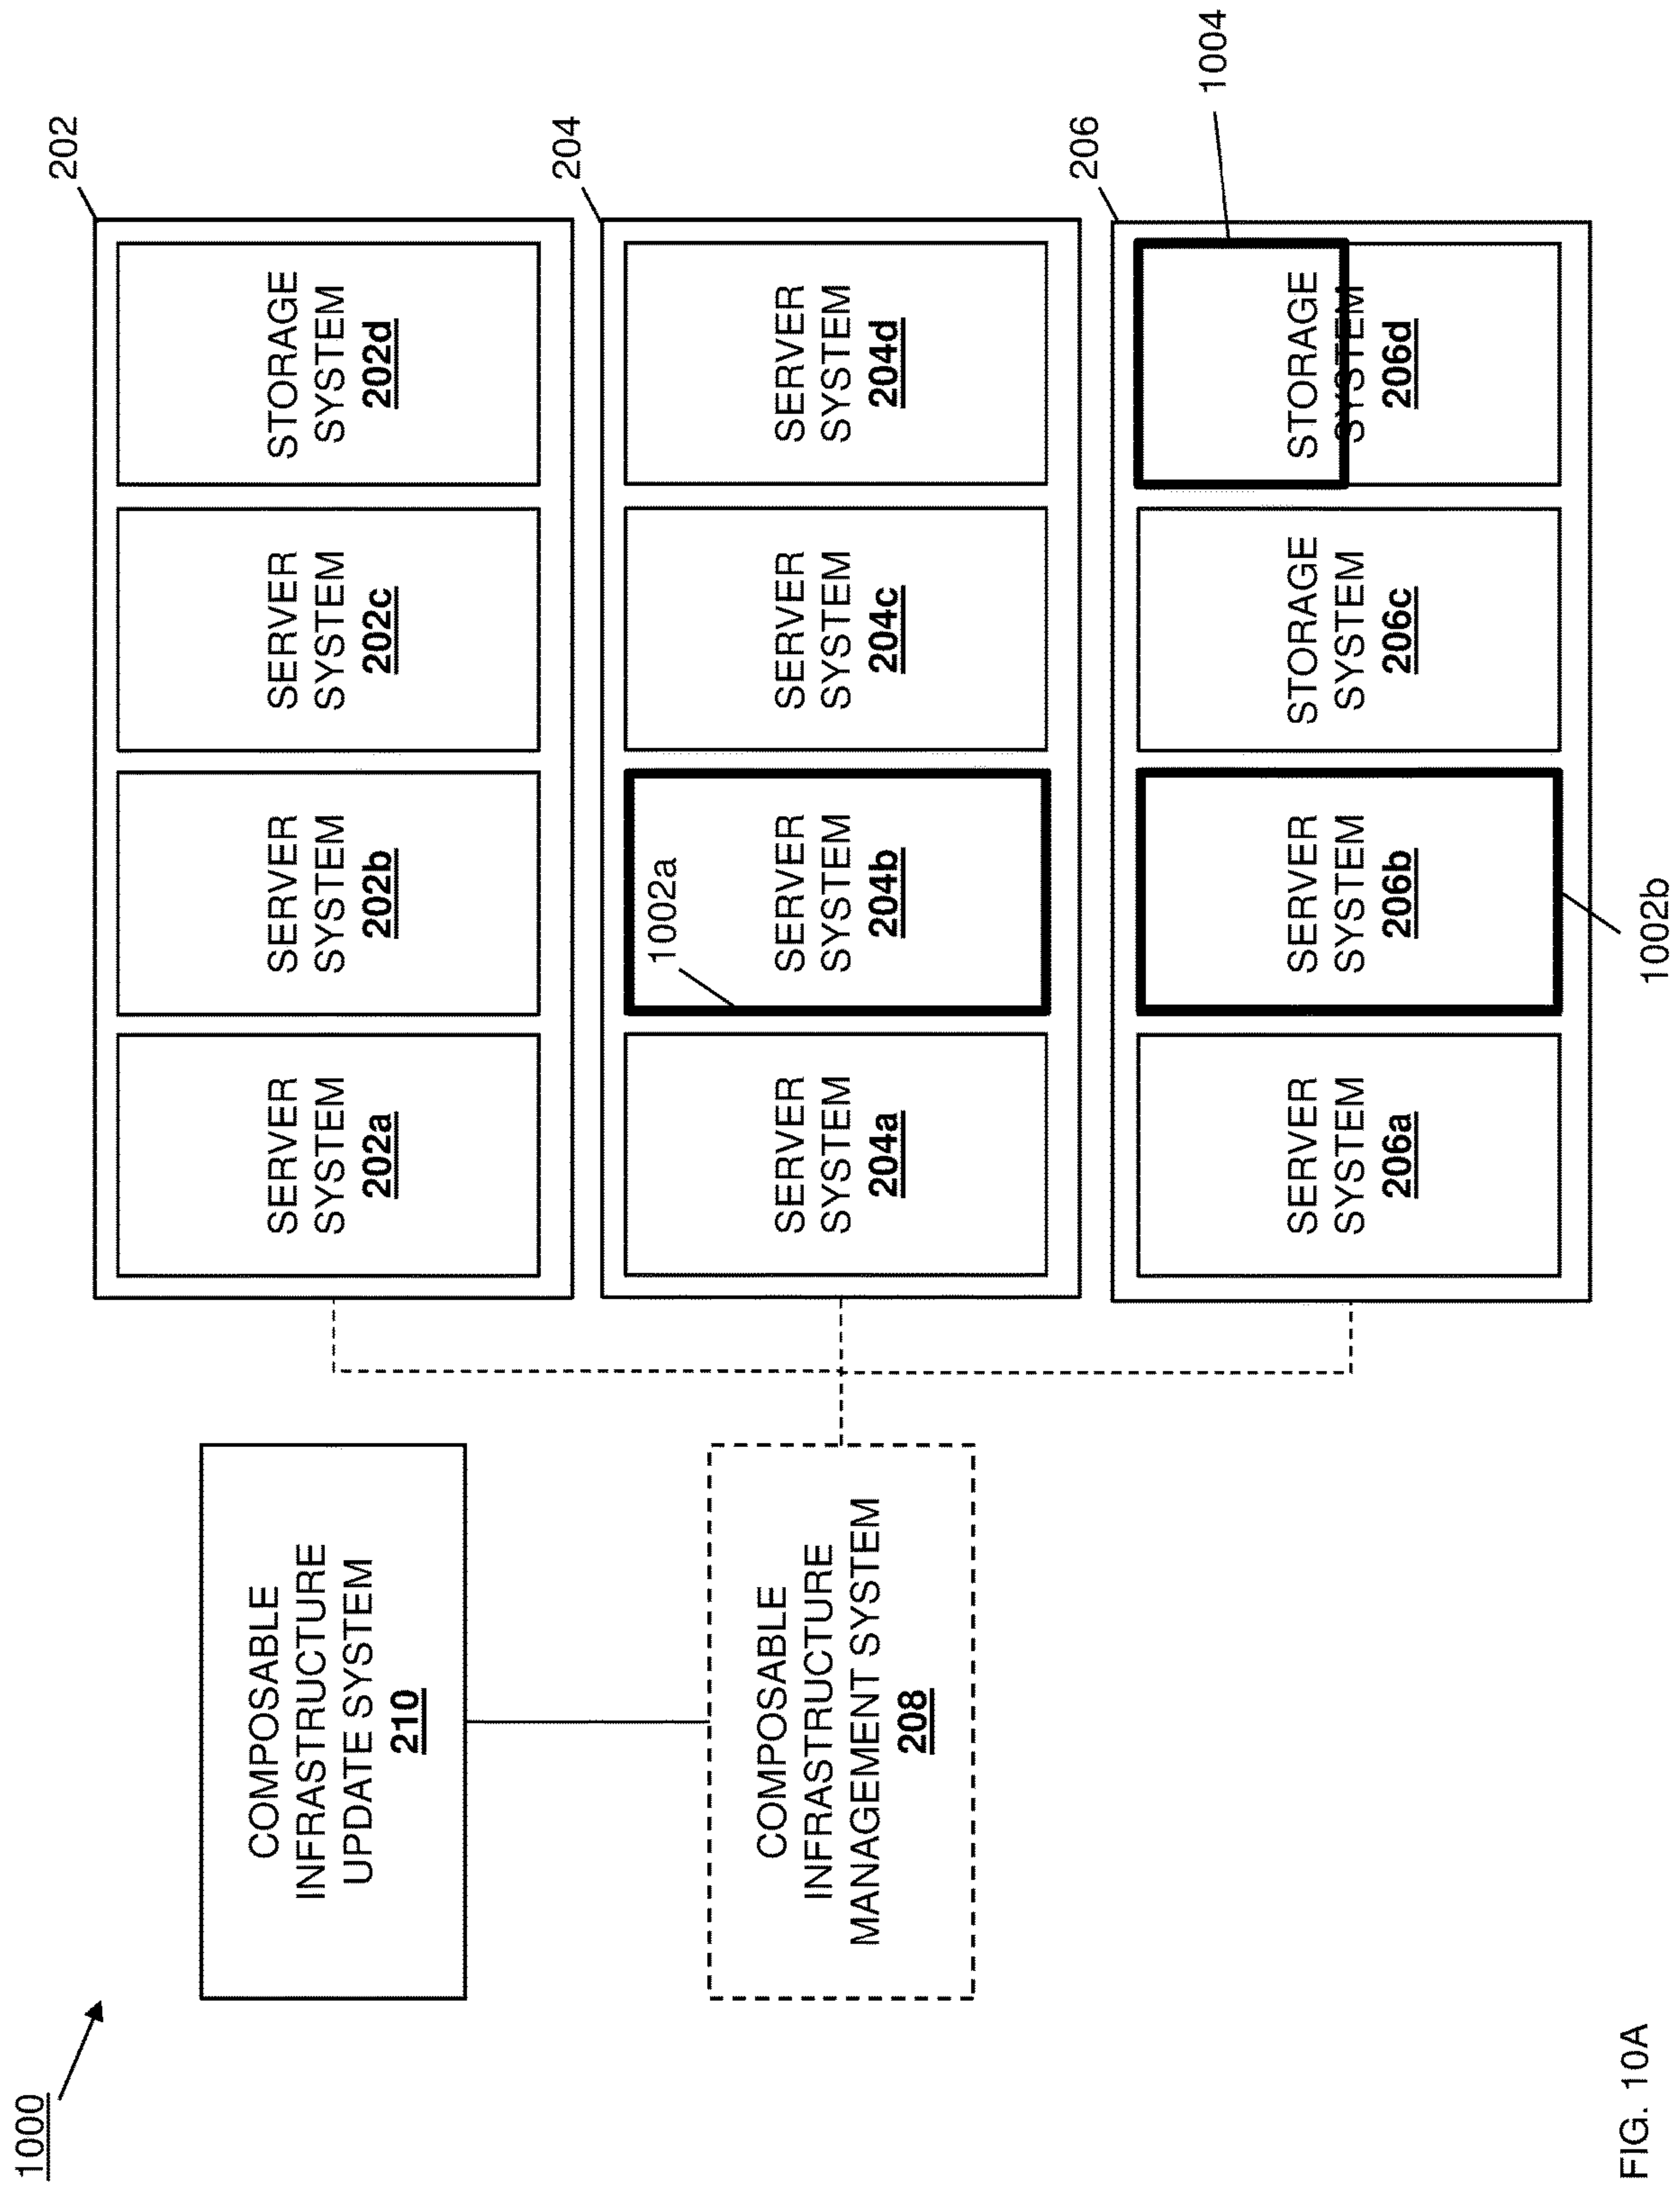 1000
COMPOSABLE
INFRASTRUCTURE
UPDATE SYSTEM
210
COMPOSABLE
INFRASTRUCTURE
MANAGEMENT SYSTEM
208
202
SERVER
SYSTEM
202a
SERVER
SYSTEM
202b
SERVER
SYSTEM
202c
STORAGE
SYSTEM
202d
204
SERVER
SYSTEM
204a
1002a
SERVER
SYSTEM
204b
SERVER
SYSTEM
204c
SERVER
SYSTEM
204d
206
SERVER
SYSTEM
206a
SERVER
SYSTEM
206b
STORAGE
SYSTEM
206c
STORAGE
SYSTEM
206d
1004
1002b
FIG. 10A